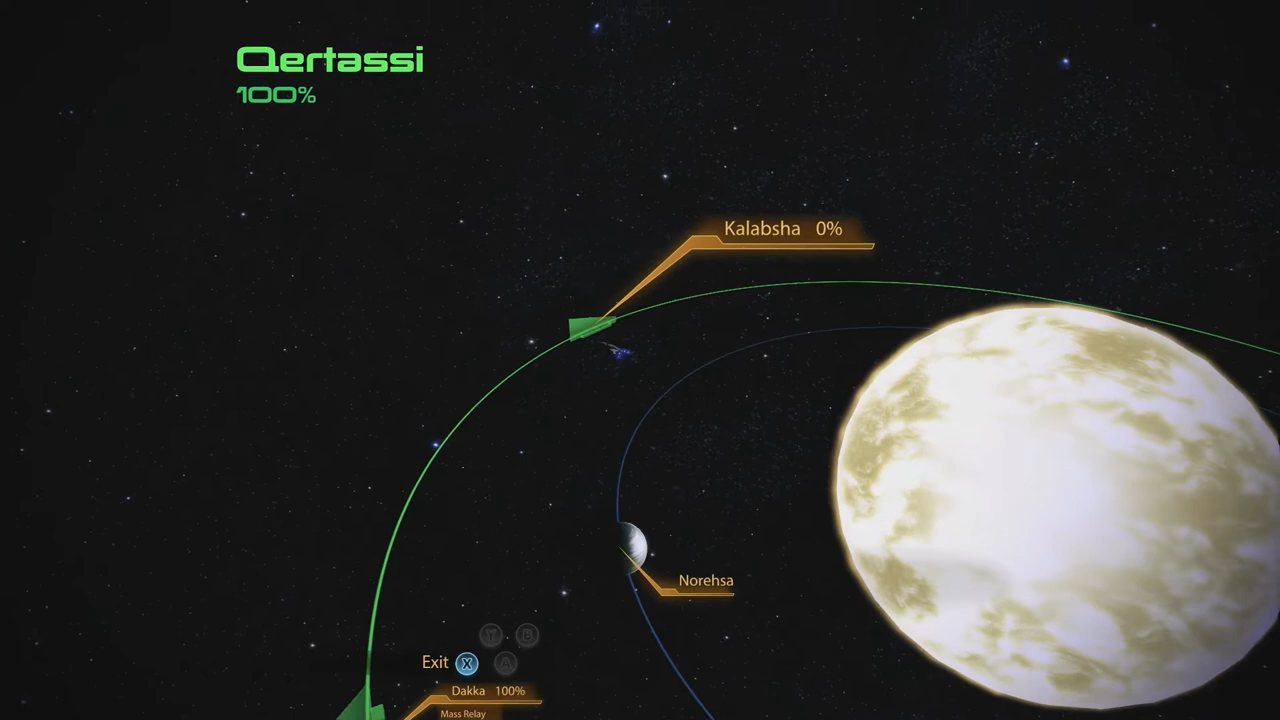 Qertassi
100%
Kalabsha 0%
Norehsa
Y B
Exit X A
Dakka 100%
Mass Relay